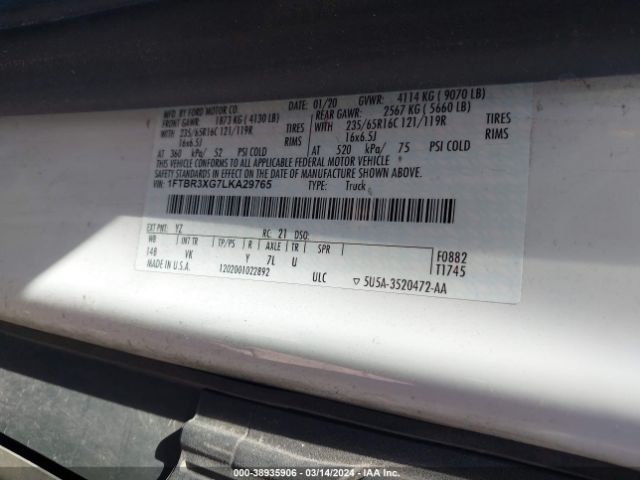 MFD. BY FORD MOTOR CO.
DATE: 01/20 GVWR: 4114 KG ( 9070 LB)
FRONT GAWR: 1873 KG ( 4130 LB) REAR GAWR: 2567 KG ( 5660 LB)
WITH 235/65R16C 121/119R TIRES WITH 235/65R16C 121/119R TIRES
16x6.5J RIMS 16x6.5J RIMS
AT 360 kPa/ 52 PSI COLD AT 520 kPa/ 75 PSI COLD
THIS VEHICLE CONFORMS TO ALL APPLICABLE FEDERAL MOTOR VEHICLE
SAFETY STANDARDS IN EFFECT ON THE DATE OF MANUFACTURE SHOWN ABOVE.
VIN: 1FTBR3XG7LKA29765 TYPE: Truck
EXT PNT: YZ RC: 21 DSO:
WB INT TR TP/PS R AXLE TR SPR
148 VK Y 7L U
F0882
T1745
MADE IN U.S.A. 1202001022892 ULC ▽ 5U5A-3520472-AA
(C) IAA - 38935906 - 03/14/2024 - IAAI.COM